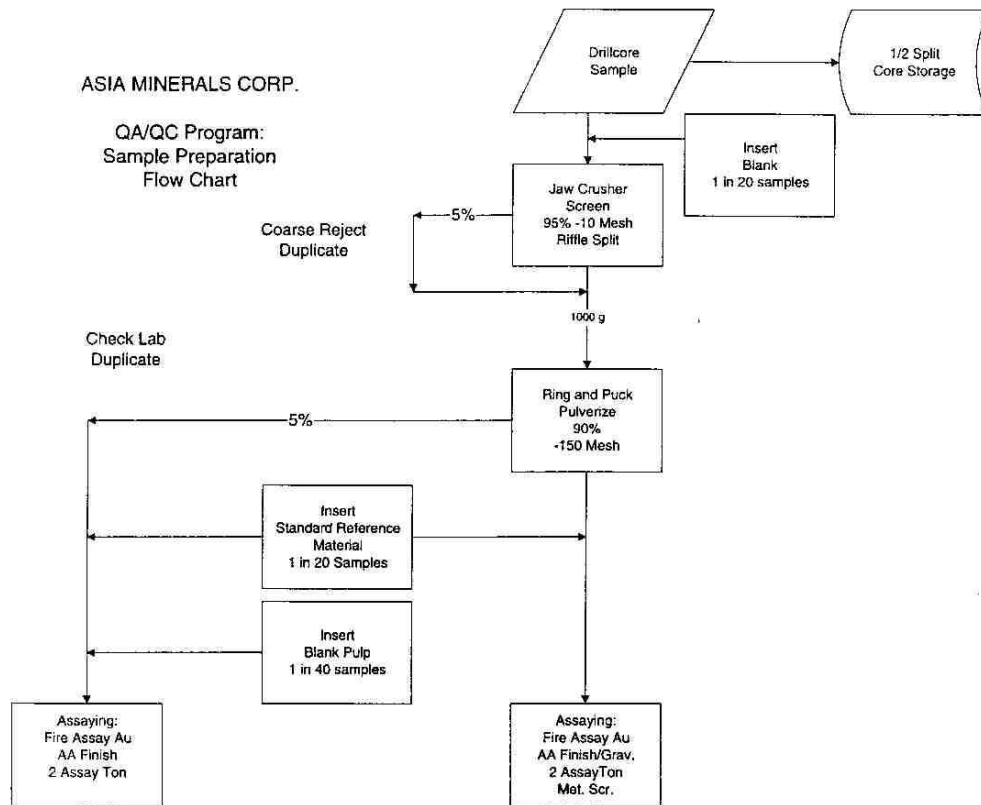 ASIA MINERALS CORP.
QA/QC Program:
Sample Preparation
Flow Chart
Drillcore
Sample
1/2 Split
Core Storage
Insert
Blank
1 in 20 samples
Jaw Crusher
Screen
95% -10 Mesh
Riffle Split
5%
Coarse Reject
Duplicate
1000 g
Check Lab
Duplicate
Ring and Puck
Pulverize
90%
-150 Mesh
5%
Insert
Standard Reference
Material
1 in 20 Samples
Insert
Blank Pulp
1 in 40 samples
Assaying:
Fire Assay Au
AA Finish
2 Assay Ton
Assaying:
Fire Assay Au
AA Finish/Grav,
2 AssayTon
Met. Scr.